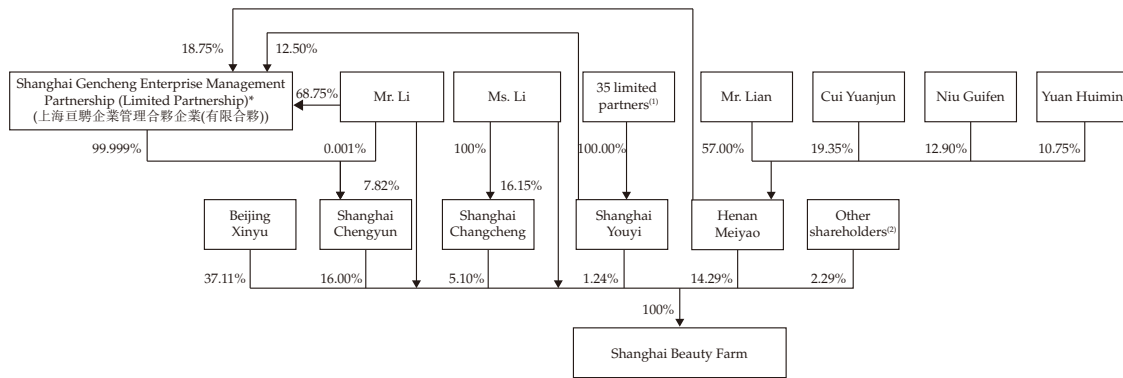 18.75%
12.50%
Shanghai Gencheng Enterprise Management
Partnership (Limited Partnership)*
(上海亘聘企業管理合夥企業(有限合夥))
68.75%
Mr. Li
Ms. Li
35 limited
partners(1)
Mr. Lian
Cui Yuanjun
Niu Guifen
Yuan Huimin
99.999%
0.001%
100%
100.00%
57.00%
19.35%
12.90%
10.75%
7.82%
16.15%
Beijing
Xinyu
Shanghai
Chengyun
Shanghai
Changcheng
Shanghai
Youyi
Henan
Meiyao
Other
shareholders(2)
37.11%
16.00%
5.10%
1.24%
14.29%
2.29%
100%
Shanghai Beauty Farm